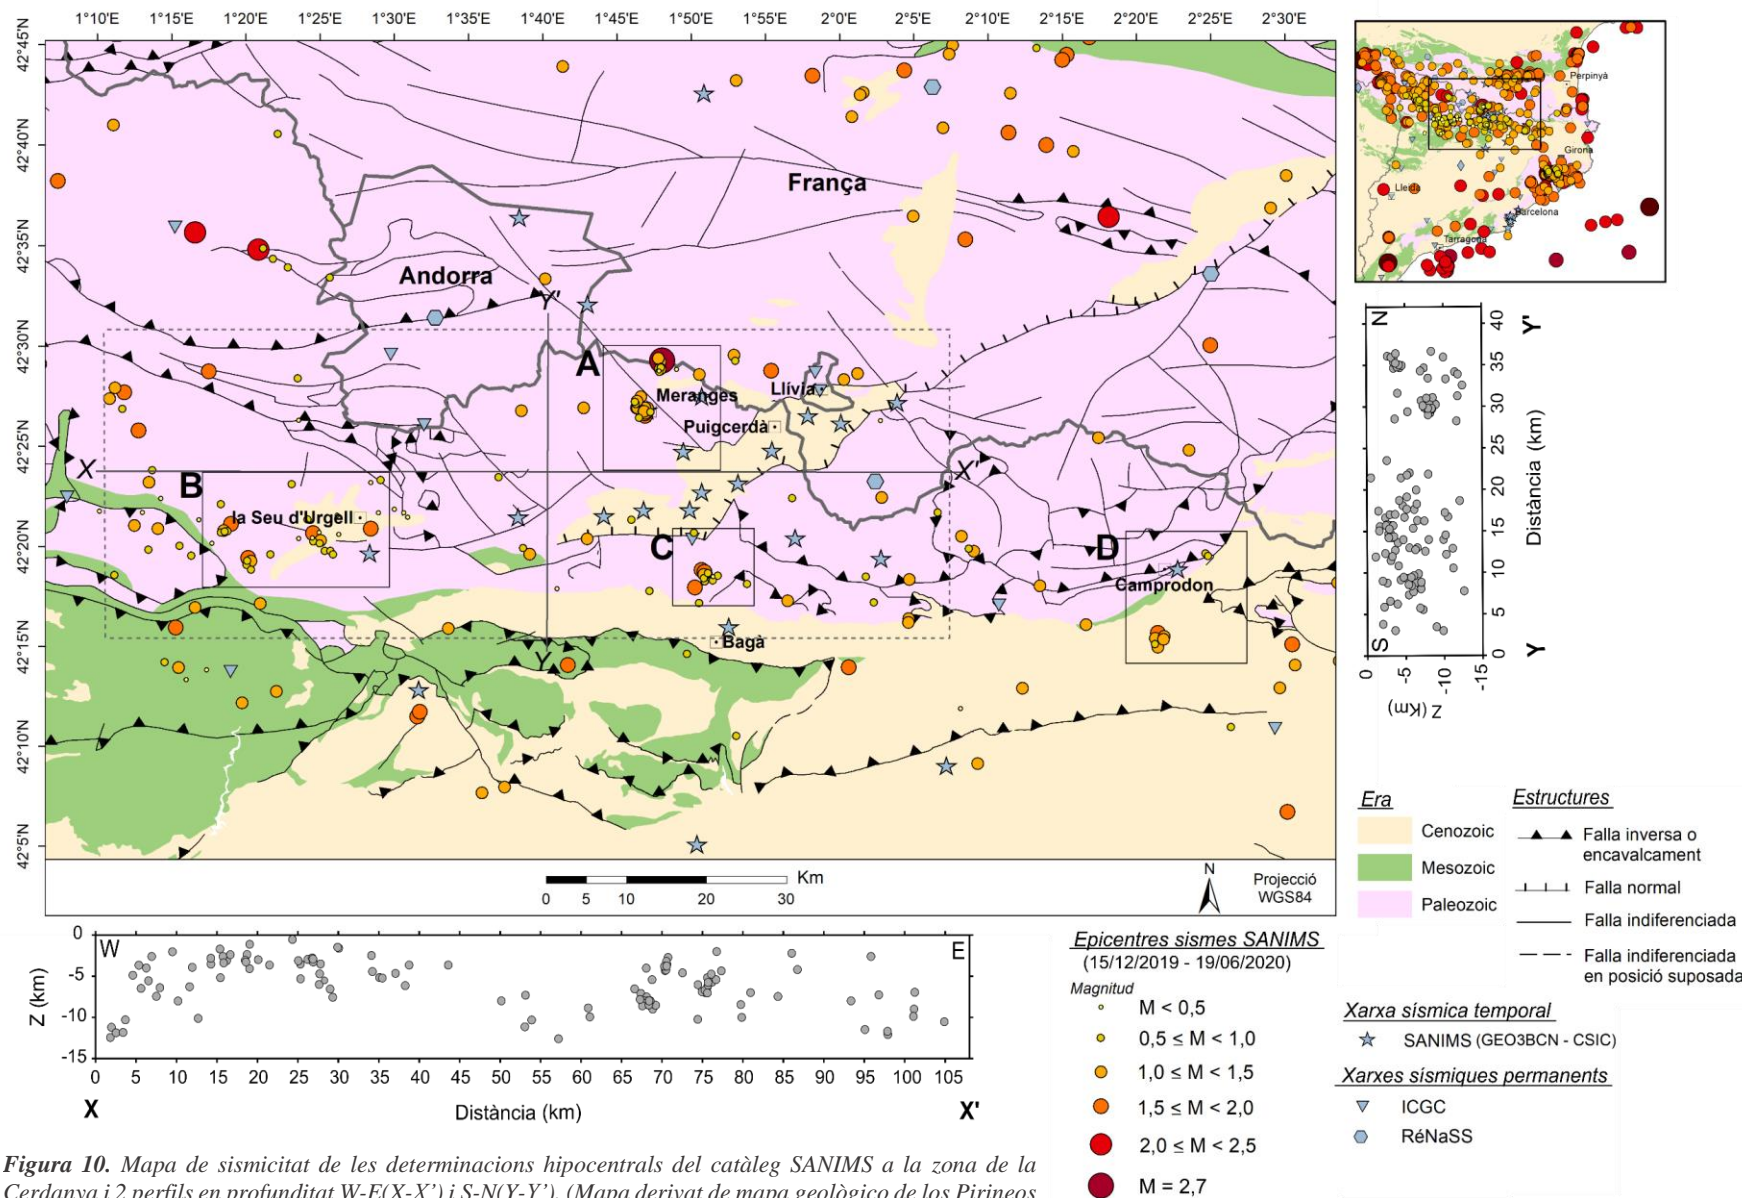 1°10'E 1°15'E 1°20'E 1°25'E 1°30'E 1°35'E 1°40'E 1°45'E 1°50'E 1°55'E 2°0'E 2°5'E 2°10'E 2°15'E 2°20'E 2°25'E 2°30'E
42°45'N
42°40'N
42°35'N
42°30'N
42°25'N
42°20'N
42°15'N
42°10'N
42°5'N
França
Andorra
Y'
A
Meranges
Llívia
Puigcerdà
X
X'
B
la Seu d'Urgell
C
D
Camprodon
Bagà
Y
Km
0 5 10 20 30
N
Projecció
WGS84
Perpinyà
Girona
Lleida
Barcelona
Tarragona
N
Y'
40
35
30
25
20
15
10
5
0
Distància (km)
S
Y
0 -5 -10 -15
Z (Km)
Era
Cenozoic
Mesozoic
Paleozoic
Estructures
Falla inversa o
encavalcament
Falla normal
Falla indiferenciada
Falla indiferenciada
en posició suposada
W
E
0
-5
-10
-15
Z (km)
0 5 10 15 20 25 30 35 40 45 50 55 60 65 70 75 80 85 90 95 100 105
X
Distància (km)
X'
Epicentres sismes SANIMS
(15/12/2019 - 19/06/2020)
Magnitud
M < 0,5
0,5 ≤ M < 1,0
1,0 ≤ M < 1,5
1,5 ≤ M < 2,0
2,0 ≤ M < 2,5
M = 2,7
Xarxa sísmica temporal
SANIMS (GEO3BCN - CSIC)
Xarxes sísmiques permanents
ICGC
RéNaSS
Figura 10. Mapa de sismicitat de les determinacions hipocentrals del catàleg SANIMS a la zona de la
Cerdanya i 2 perfils en profunditat W-E(X-X') i S-N(Y-Y'). (Mapa derivat de mapa geològico de los Pirineos